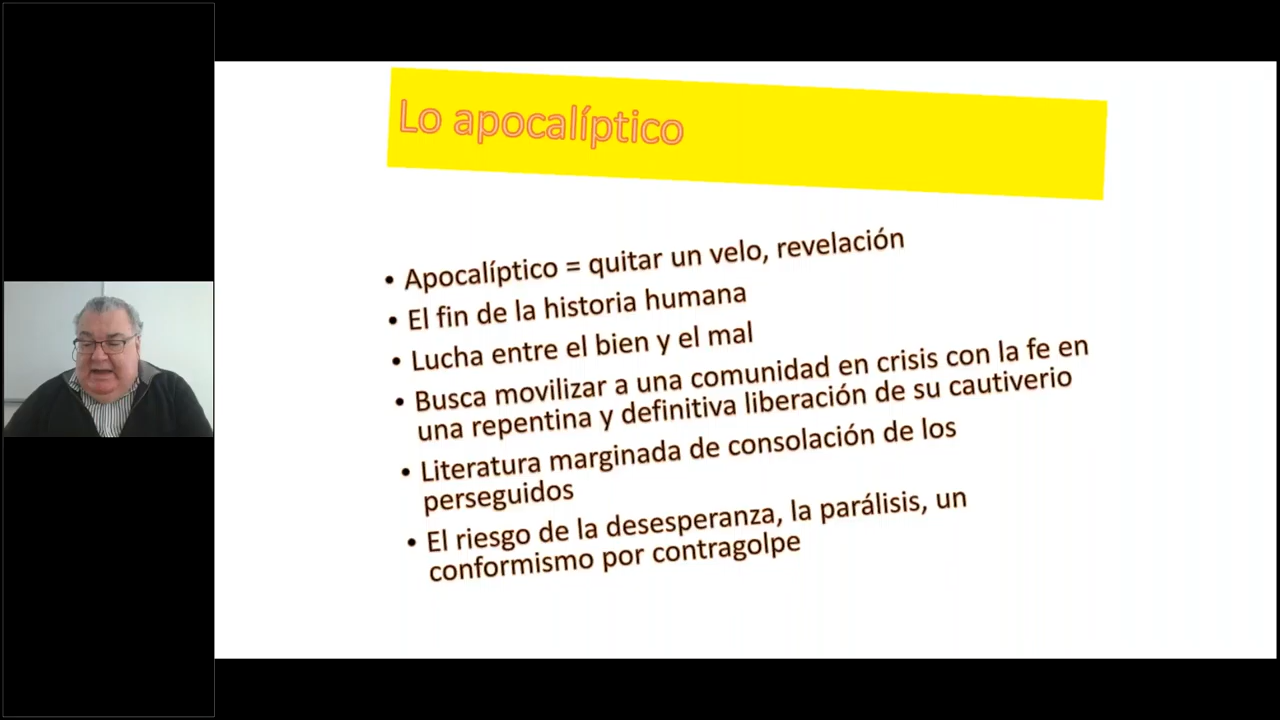 Lo apocalíptico
• Apocalíptico = quitar un velo, revelación
• El fin de la historia humana
• Lucha entre el bien y el mal
• Busca movilizar a una comunidad en crisis con la fe en
una repentina y definitiva liberación de su cautiverio
• Literatura marginada de consolación de los
perseguidos
• El riesgo de la desesperanza, la parálisis, un
conformismo por contragolpe